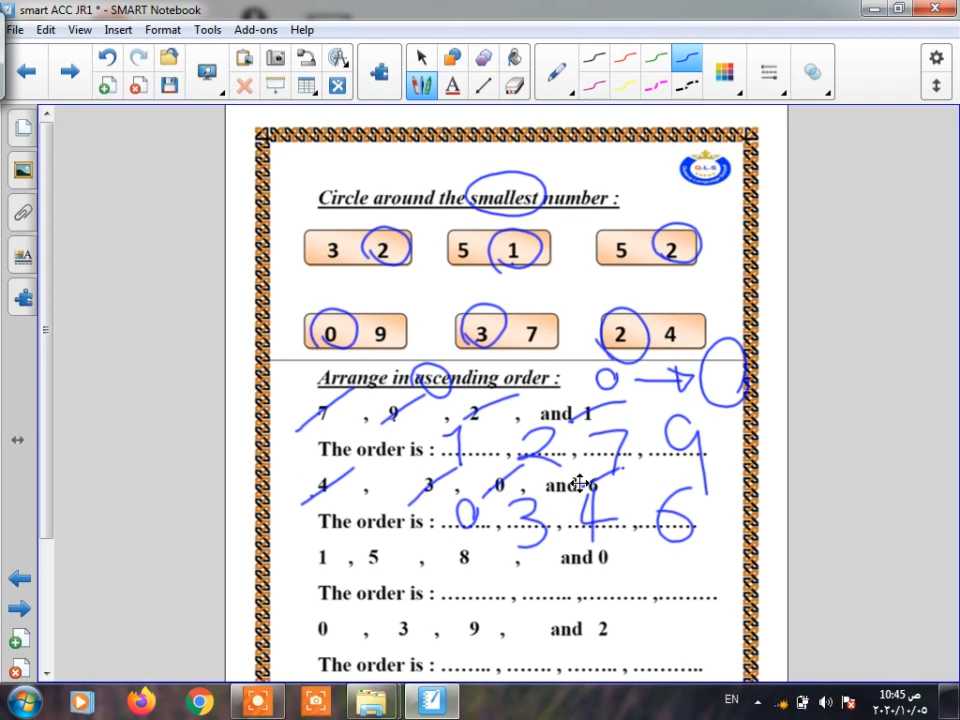 smart ACC JR1 * - SMART Notebook
File Edit View Insert Format Tools Add-ons Help
Q.L.S
Circle around the smallest number :
3 2 5 1 5 2
0 9 3 7 2 4
Arrange in ascending order :
0
7 , 9 , 2 , and 1
The order is : ……… , …….. , ……… , ………
1 2 7 9
4 , 3 , 0 , and 6
The order is : …….. , ……. , ……… , ………
0 3 4 6
1 , 5 , 8 , and 0
The order is : ………. , …….. ,………. ,………
0 , 3 , 9 , and 2
The order is : …….. , ……. , …….. , ………..
EN
10:45 ص
٢٠٢٠/١٠/٠٥